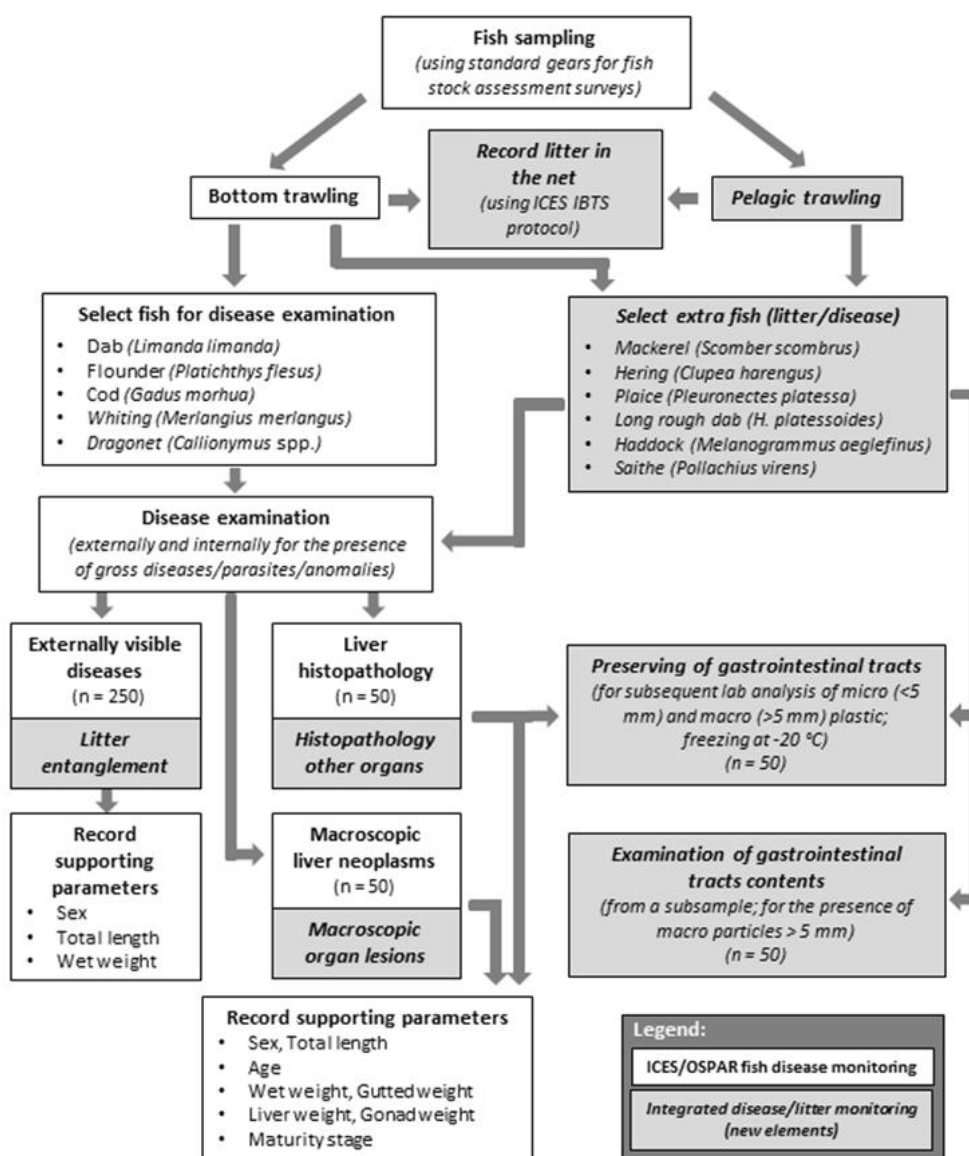 Fish sampling
(using standard gears for fish
stock assessment surveys)
Record litter in
the net
(using ICES IBTS
protocol)
Bottom trawling
Pelagic trawling
Select fish for disease examination
• Dab (Limanda limanda)
• Flounder (Platichthys flesus)
• Cod (Gadus morhua)
• Whiting (Merlangius merlangus)
• Dragonet (Callionymus spp.)
Select extra fish (litter/disease)
• Mackerel (Scomber scombrus)
• Hering (Clupea harengus)
• Plaice (Pleuronectes platessa)
• Long rough dab (H. platessoides)
• Haddock (Melanogrammus aeglefinus)
• Saithe (Pollachius virens)
Disease examination
(externally and internally for the presence
of gross diseases/parasites/anomalies)
Externally visible
diseases
(n = 250)
Litter
entanglement
Liver
histopathology
(n = 50)
Histopathology
other organs
Preserving of gastrointestinal tracts
(for subsequent lab analysis of micro (<5
mm) and macro (>5 mm) plastic;
freezing at -20 °C)
(n = 50)
Record
supporting
parameters
• Sex
• Total length
• Wet weight
Macroscopic
liver neoplasms
(n = 50)
Macroscopic
organ lesions
Examination of gastrointestinal
tracts contents
(from a subsample; for the presence of
macro particles > 5 mm)
(n = 50)
Record supporting parameters
• Sex, Total length
• Age
• Wet weight, Gutted weight
• Liver weight, Gonad weight
• Maturity stage
Legend:
ICES/OSPAR fish disease monitoring
Integrated disease/litter monitoring
(new elements)